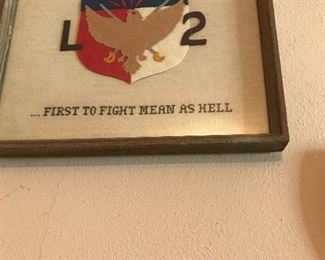 L 2
.... FIRST TO FIGHT MEAN AS HELL